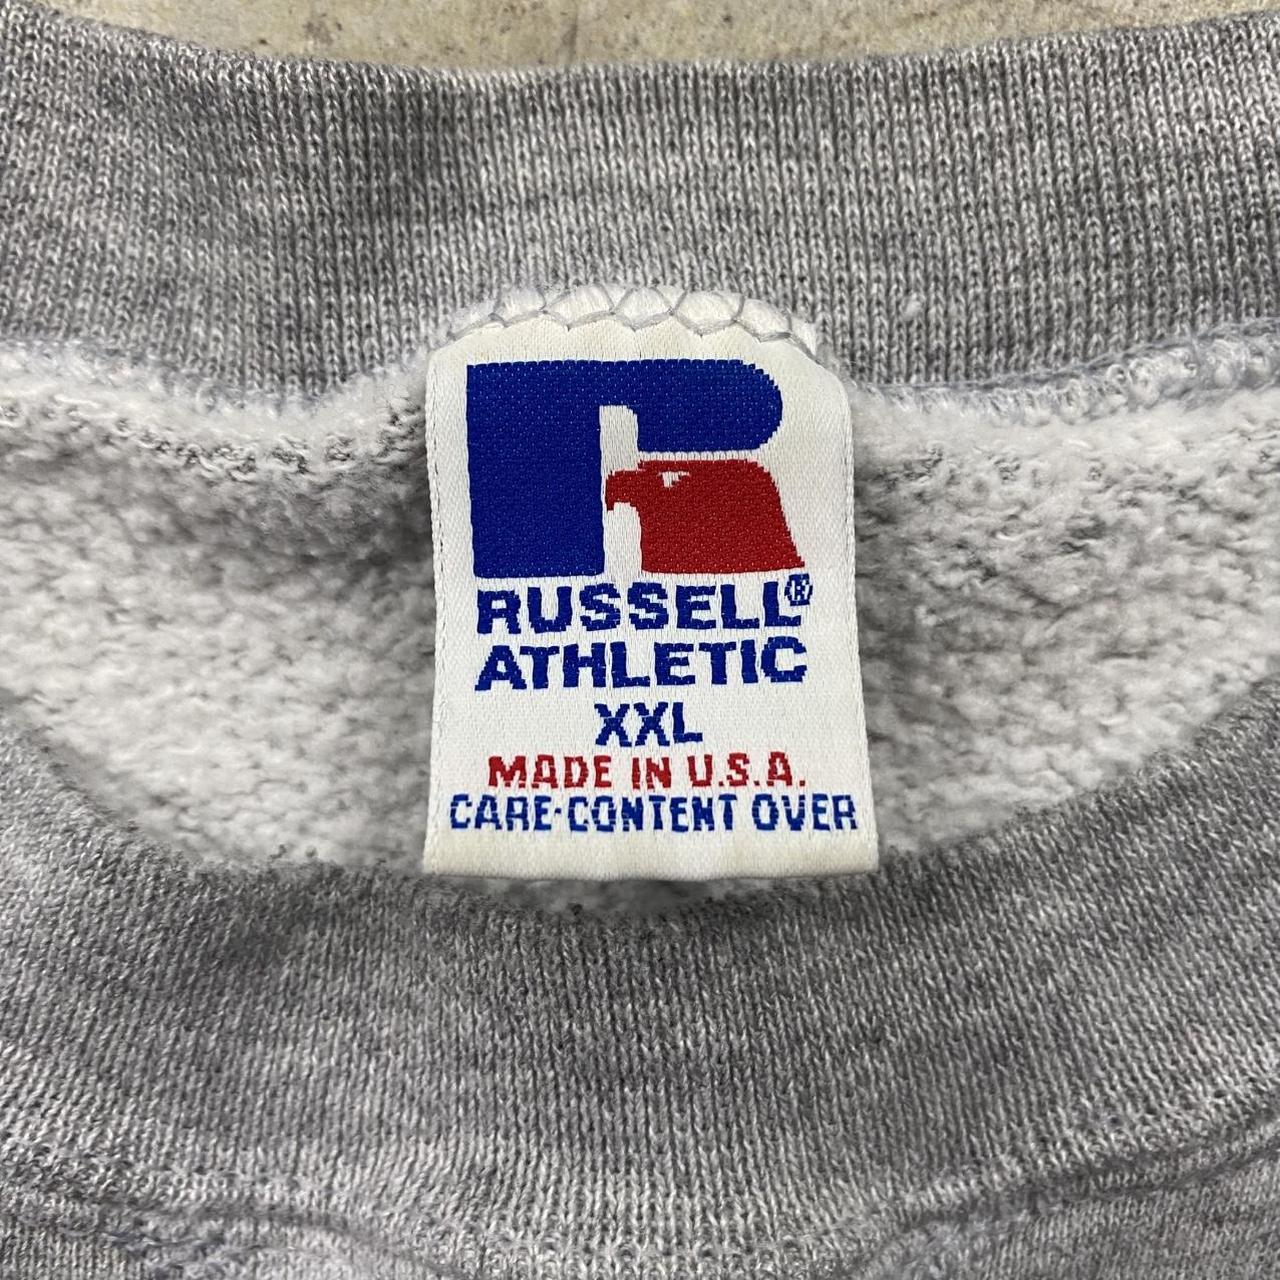 RUSSELL®
ATHLETIC
XXL
MADE IN U.S.A.
CARE-CONTENT OVER